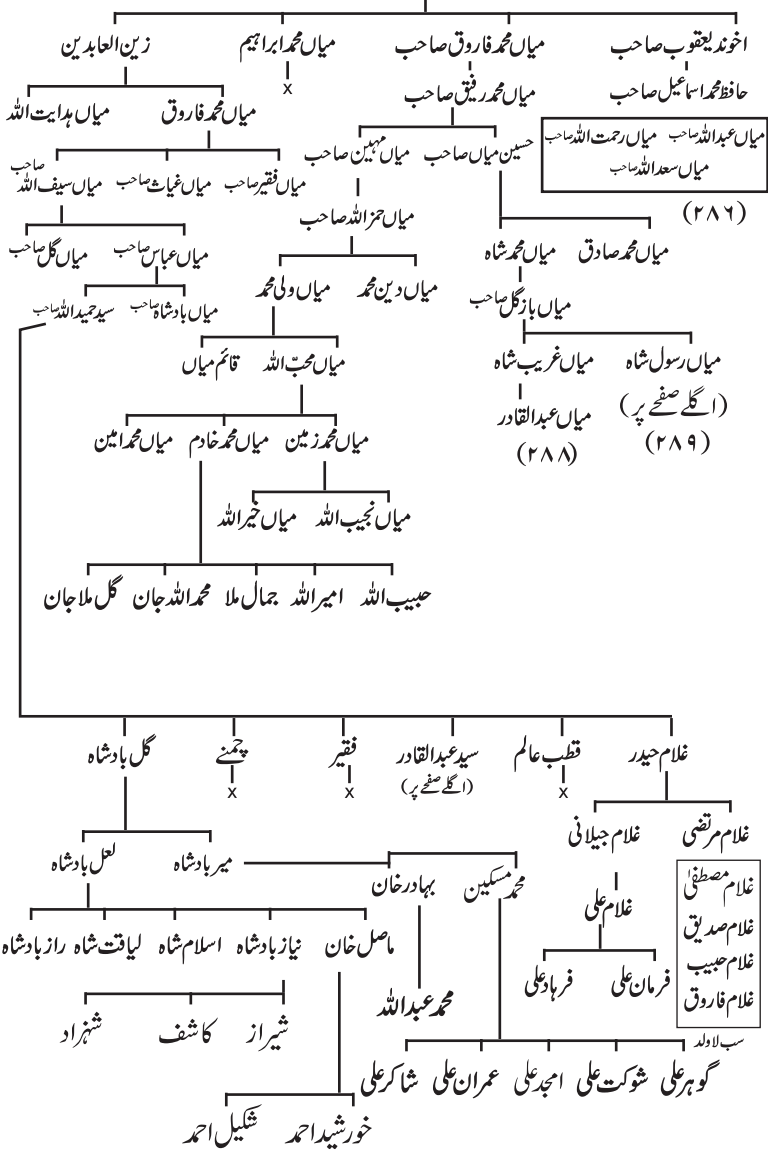 اخوند یعقوب صاحب میاں محمد فاروق صاحب میاں محمد ابراہیم زین العابدین
حافظ محمد اسماعیل صاحب میاں محمد رفیق صاحب x میاں محمد فاروق میاں ہدایت اللہ
میاں عبد اللہ صاحب میاں رحمت اللہ صاحب
میاں سعد اللہ صاحب
(۲۸۶)
حسین میاں صاحب میاں مہین صاحب میاں فقیر صاحب میاں غیاث صاحب میاں سیف اللہ صاحب
میاں حمز اللہ صاحب
میاں محمد صادق میاں محمد شاہ میاں عباس صاحب میاں گل صاحب
میاں دین محمد میاں ولی محمد
میاں باز گل صاحب میاں بادشاہ صاحب سید حمید اللہ صاحب
میاں رسول شاہ میاں غریب شاہ میاں محبّ اللہ قائم میاں
(اگلے صفحے پر) میاں عبدالقادر
(۲۸۹) (۲۸۸)
میاں محمد زمین میاں محمد خادم میاں محمد امین
میاں نجیب اللہ میاں خیر اللہ
حبیب اللہ امیر اللہ جمال ملا محمد اللہ جان گل ملا جان
غلام حیدر قطب عالم سید عبدالقادر فقیر چمنے گل بادشاہ
x (اگلے صفحے پر) x x
غلام مرتضی غلام جیلانی میر بادشاہ لعل بادشاہ
محمد مسکین بہادر خان
غلام مصطفیٰ
غلام صدیق
غلام حبیب
غلام فاروق
سب لاولد
غلام علی
ماصل خان نیاز بادشاہ اسلام شاہ لیاقت شاہ راز بادشاہ
فرمان علی فرہاد علی
محمد عبد اللہ
شیراز کاشف شہزاد
گوہر علی شوکت علی امجد علی عمران علی شاکر علی
خورشید احمد شکیل احمد